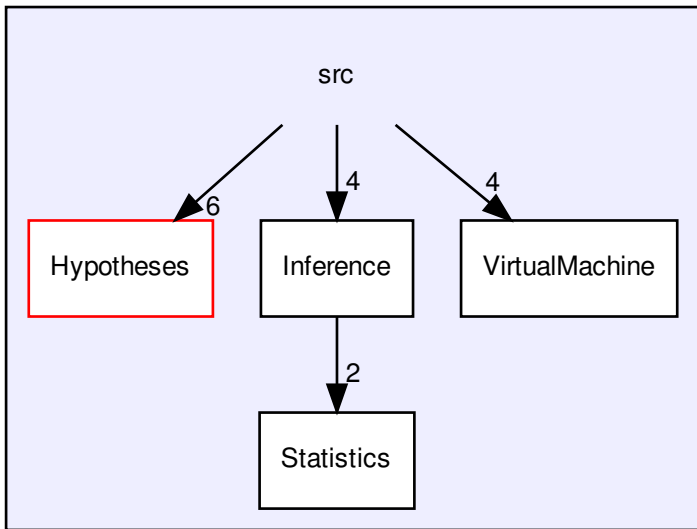 src
6
4
4
Hypotheses
Inference
VirtualMachine
2
Statistics